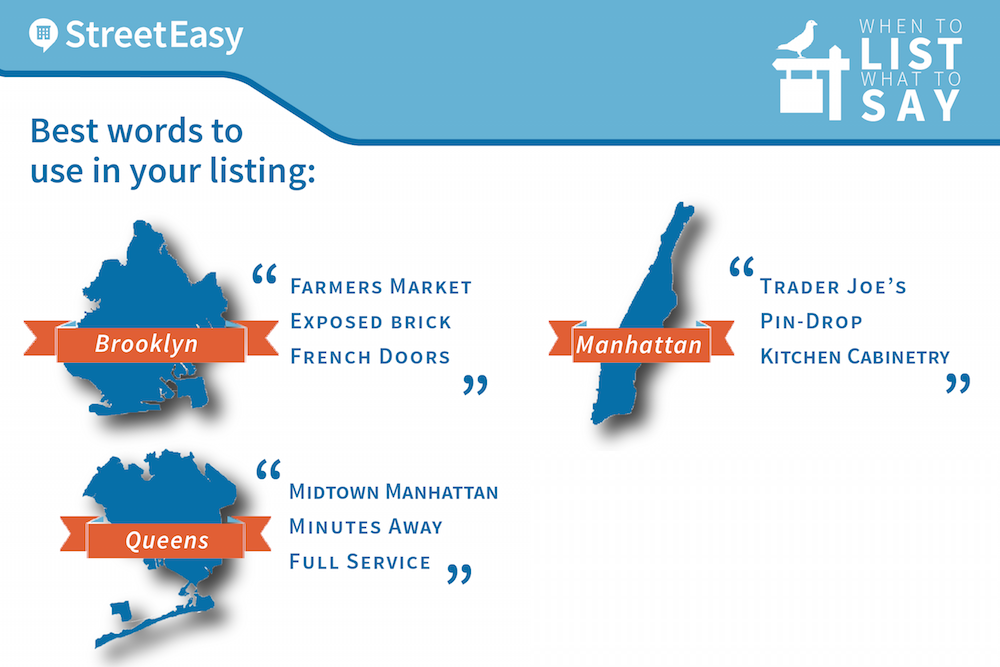 StreetEasy
WHEN TO
LIST
WHAT TO
SAY
Best words to
use in your listing:
Brooklyn
“ FARMERS MARKET
EXPOSED BRICK
FRENCH DOORS ”
Manhattan
“ TRADER JOE’S
PIN-DROP
KITCHEN CABINETRY ”
Queens
“ MIDTOWN MANHATTAN
MINUTES AWAY
FULL SERVICE ”